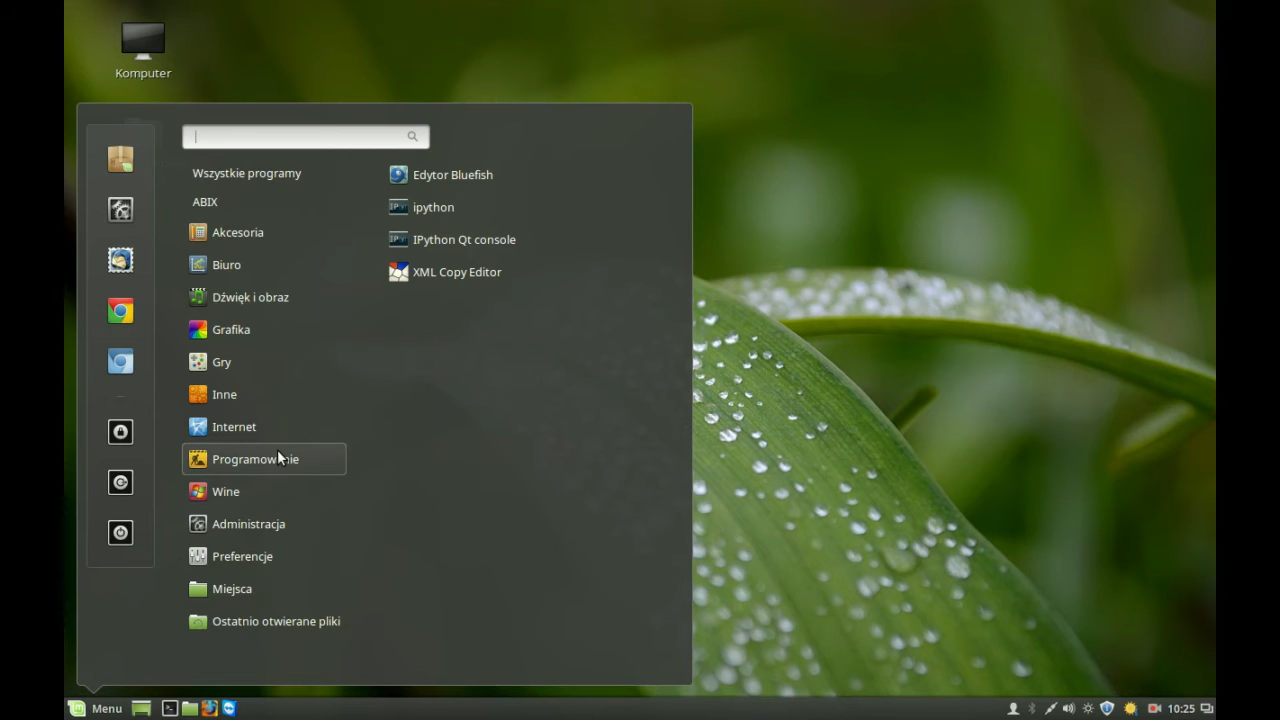 Komputer
Wszystkie programy
ABIX
Akcesoria
Biuro
Dźwięk i obraz
Grafika
Gry
Inne
Internet
Programowanie
Wine
Administracja
Preferencje
Miejsca
Ostatnio otwierane pliki
Edytor Bluefish
ipython
IPython Qt console
XML Copy Editor
Menu
10:25